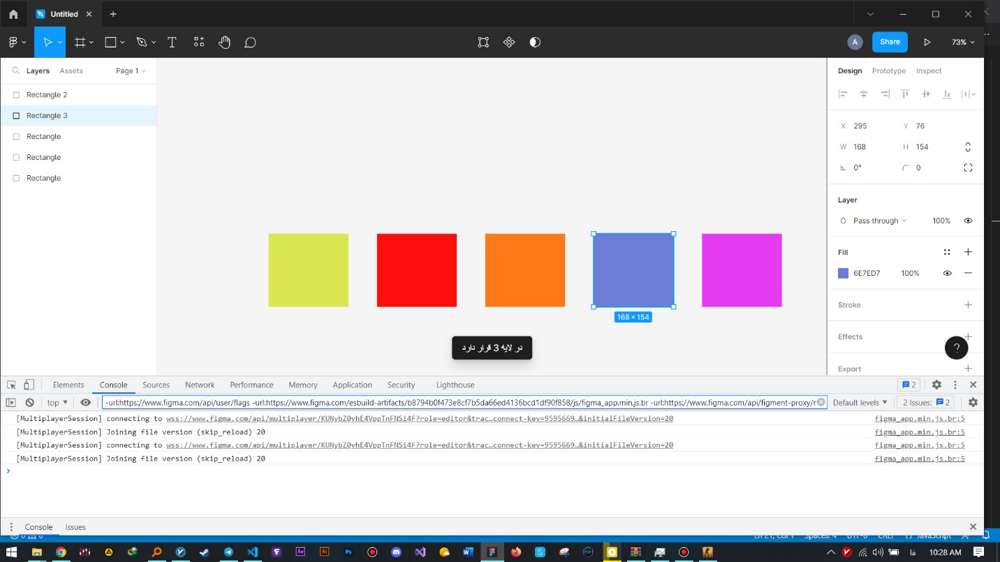 Untitled
A
Share
73%
Layers
Assets
Page 1
Rectangle 2
Rectangle 3
Rectangle
Rectangle
Rectangle
168 × 154
در لایه 3 قرار دارد
Design
Prototype
Inspect
X 295
Y 76
W 168
H 154
0°
0
Layer
Pass through
100%
Fill
6E7ED7
100%
Stroke
Effects
?
Export
Elements
Console
Sources
Network
Performance
Memory
Application
Security
Lighthouse
2
top ▼
-url:https://www.figma.com/api/user/flags -url:https://www.figma.com/esbuild-artifacts/b8794b0f473e8cf7b5da66ed4136bcd1df90f858/js/figma_app.min.js.br -url:https://www.figma.com/api/figment-proxy/r
Default levels ▼
2 Issues: 2
[MultiplayerSession] connecting to wss://www.figma.com/api/multiplayer/KUNybZ0yhE4VppTnFNSi4F?role=editor&trac…connect-key=9595669…&initialFileVersion=20 figma_app.min.js.br:5
[MultiplayerSession] Joining file version (skip_reload) 20 figma_app.min.js.br:5
[MultiplayerSession] connecting to wss://www.figma.com/api/multiplayer/KUNybZ0yhE4VppTnFNSi4F?role=editor&trac…connect-key=9595669…&initialFileVersion=20 figma_app.min.js.br:5
[MultiplayerSession] Joining file version (skip_reload) 20 figma_app.min.js.br:5
Console
Issues
Ae
Ai
Ps
فا
10:28 AM